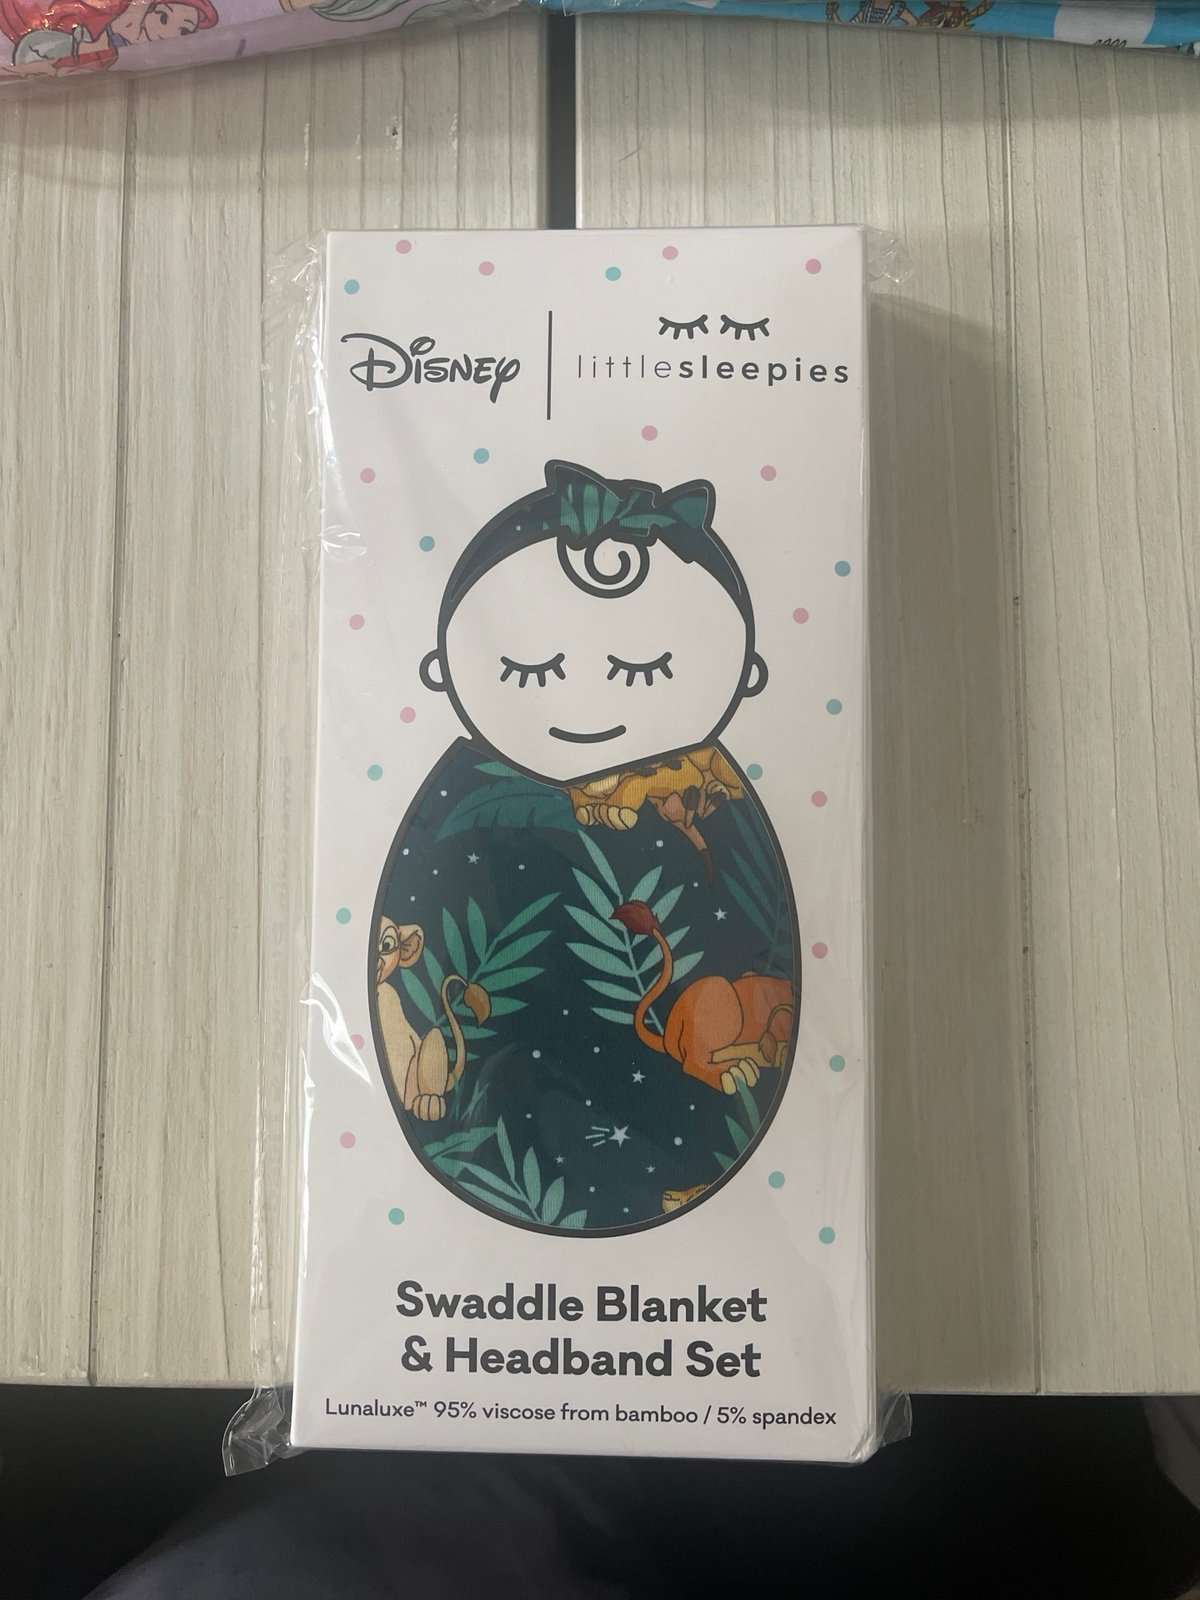 Disney | littlesleepies
Swaddle Blanket
& Headband Set
Lunaluxe™ 95% viscose from bamboo / 5% spandex